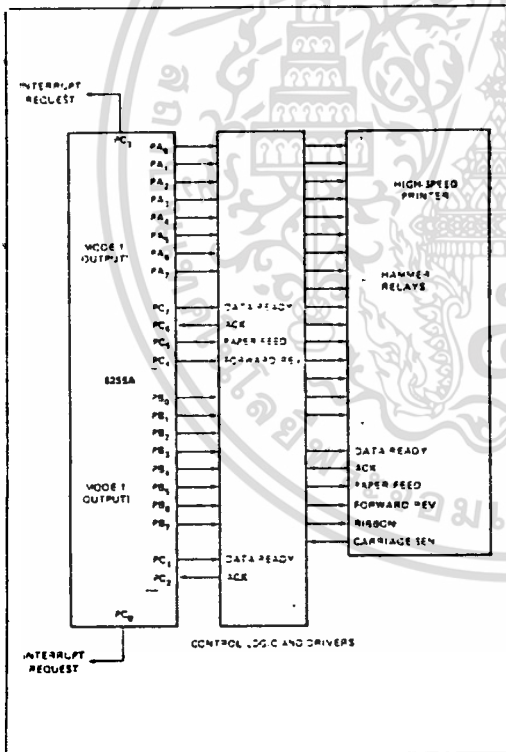 INTERRUPT
REQUEST
PC3
PA0
PA1
PA2
PA3
PA4
PA5
PA6
PA7
MODE 1
(OUTPUT)
PC7
PC6
PC5
PC4
8255A
PB0
PB1
PB2
PB3
PB4
PB5
PB6
PB7
MODE 1
(OUTPUT)
PC1
PC2
PC0
INTERRUPT
REQUEST
DATA READY
ACK
PAPER FEED
FORWARD REV
DATA READY
ACK
CONTROL LOGIC AND DRIVERS
HIGH-SPEED
PRINTER
HAMMER
RELAYS
DATA READY
ACK
PAPER FEED
FORWARD REV
RIBBON
CARRIAGE SEN